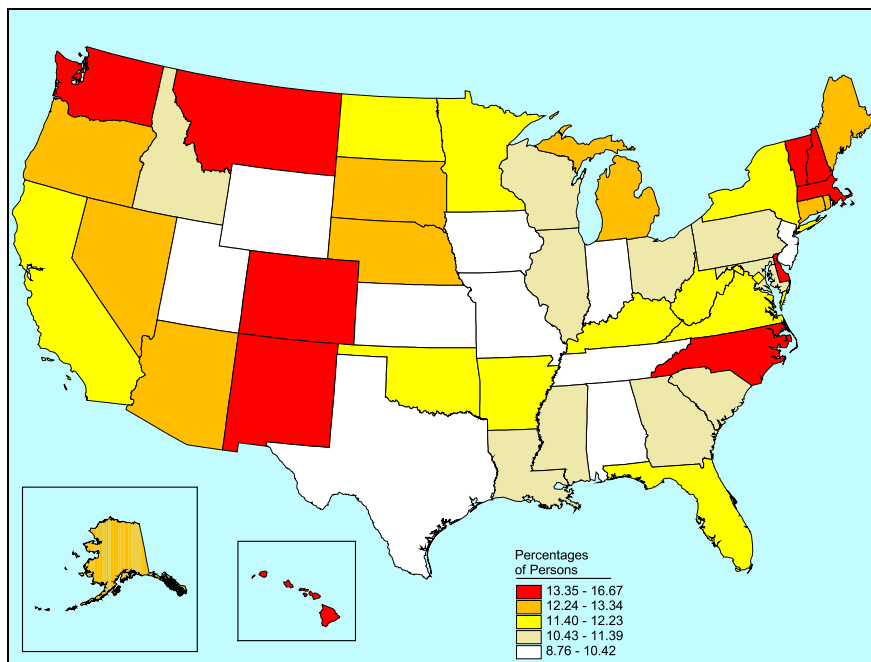 Percentages
of Persons
13.35 - 16.67
12.24 - 13.34
11.40 - 12.23
10.43 - 11.39
8.76 - 10.42